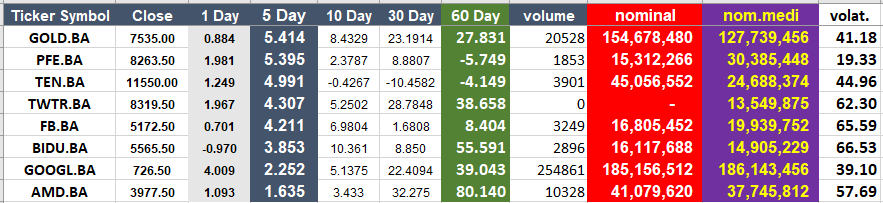 Ticker Symbol Close 1 Day 5 Day 10 Day 30 Day 60 Day volume nominal nom.medi volat.
GOLD.BA 7535.00 0.884 5.414 8.4329 23.1914 27.831 20528 154,678,480 127,739,456 41.18
PFE.BA 8263.50 1.981 5.395 2.3787 8.8807 -5.749 1853 15,312,266 30,385,448 19.33
TEN.BA 11550.00 1.249 4.991 -0.4267 -10.4582 -4.149 3901 45,056,552 24,688,374 44.96
TWTR.BA 8319.50 1.967 4.307 5.2502 28.7848 38.658 0 - 13,549,875 62.30
FB.BA 5172.50 0.701 4.211 6.9804 1.6808 8.404 3249 16,805,452 19,939,752 65.59
BIDU.BA 5565.50 -0.970 3.853 10.361 8.850 55.591 2896 16,117,688 14,905,229 66.53
GOOGL.BA 726.50 4.009 2.252 5.1375 22.4094 39.043 254861 185,156,512 186,143,456 39.10
AMD.BA 3977.50 1.093 1.635 3.433 32.275 80.140 10328 41,079,620 37,745,812 57.69